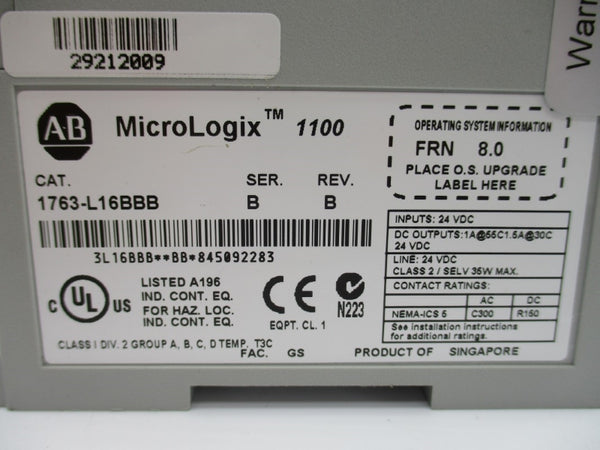 29212009
Warr
A·B
MicroLogix™ 1100
CAT. SER. REV.
1763-L16BBB B B
3L16BBB**BB*845092283
OPERATING SYSTEM INFORMATION
FRN 8.0
PLACE O.S. UPGRADE
LABEL HERE
INPUTS: 24 VDC
DC OUTPUTS:1A@55C1.5A@30C
24 VDC
LINE: 24 VDC
CLASS 2 / SELV 35W MAX.
CONTACT RATINGS:
AC DC
NEMA-ICS 5 C300 R150
See installation instructions
for additional ratings.
C UL US
LISTED A196
IND. CONT. EQ.
FOR HAZ. LOC.
IND. CONT. EQ.
CE
EQPT. CL. 1
N223
CLASS I DIV. 2 GROUP A, B, C, D TEMP. T3C
FAC. GS PRODUCT OF SINGAPORE